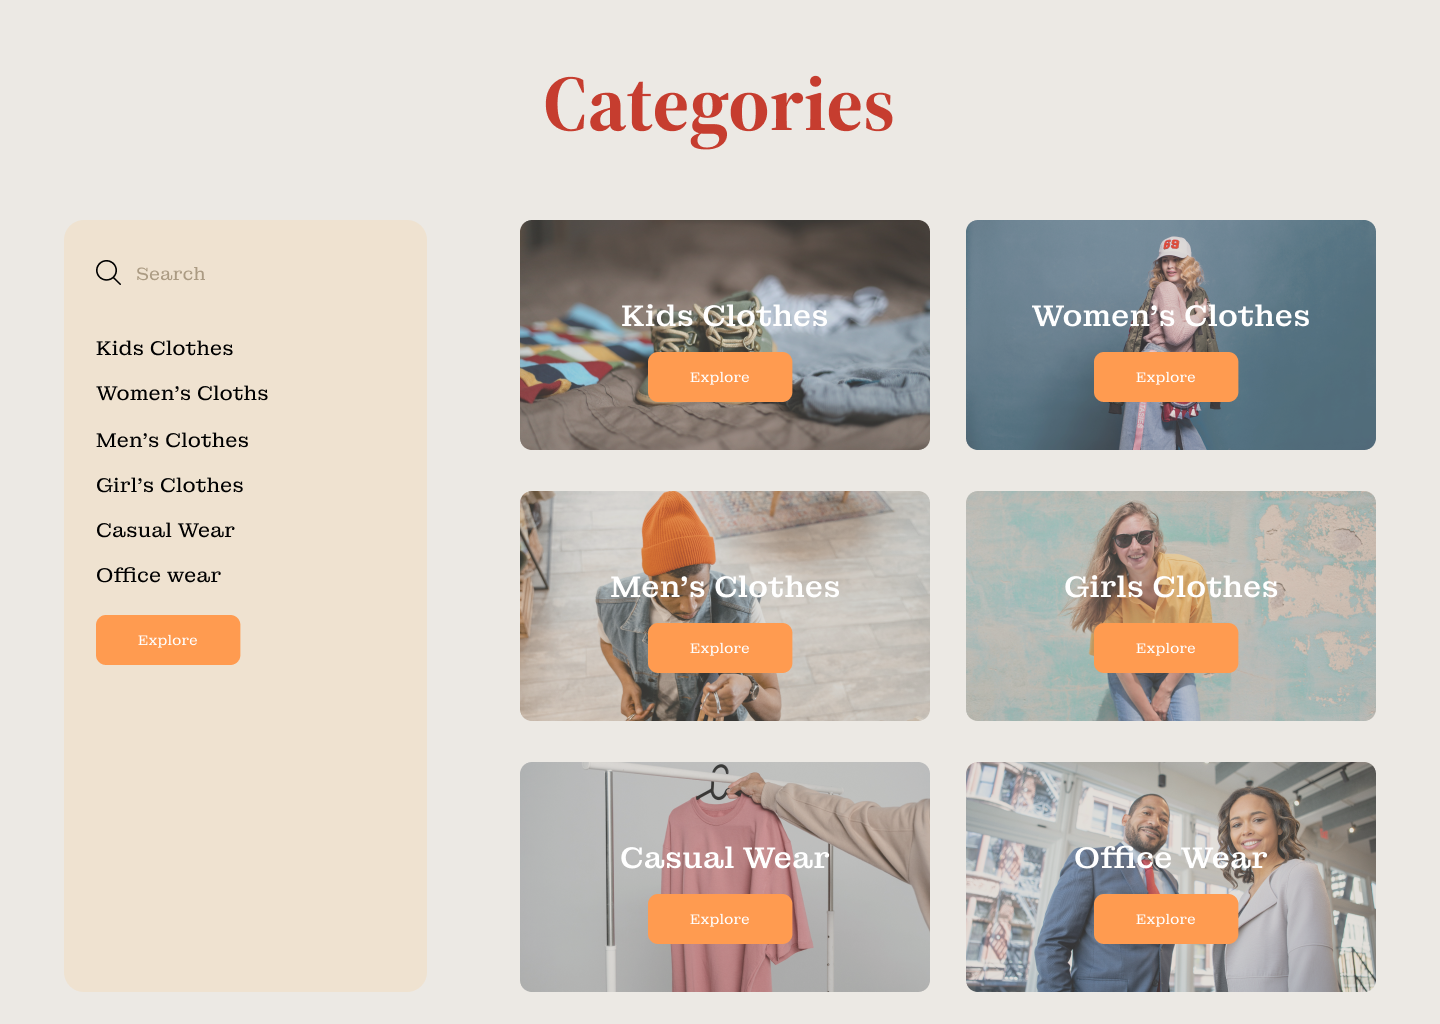 Categories
Search
Kids Clothes
Women's Cloths
Men's Clothes
Girl's Clothes
Casual Wear
Office wear
Explore
69
Kids Clothes
Explore
Women's Clothes
Explore
Men's Clothes
Explore
Girls Clothes
Explore
Casual Wear
Explore
Office Wear
Explore